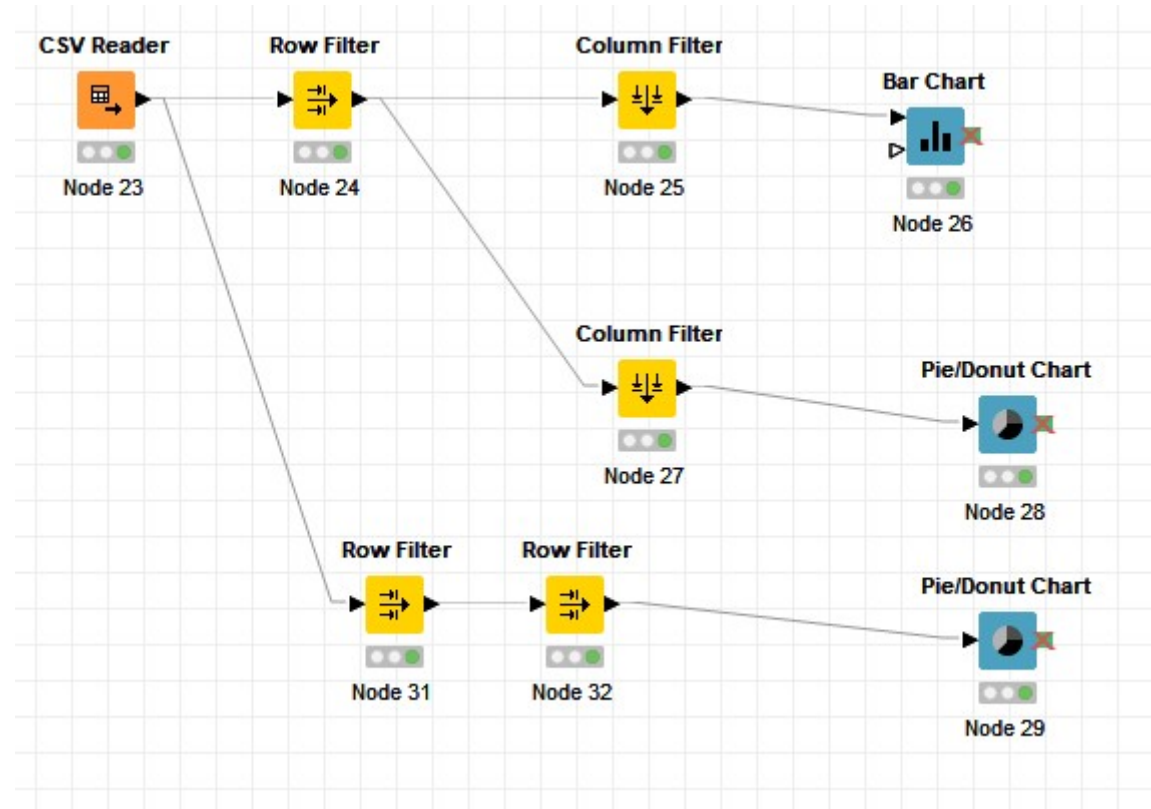 CSV Reader
Row Filter
Column Filter
Bar Chart
Node 23
Node 24
Node 25
Node 26
Column Filter
Pie/Donut Chart
Node 27
Node 28
Row Filter
Row Filter
Pie/Donut Chart
Node 31
Node 32
Node 29